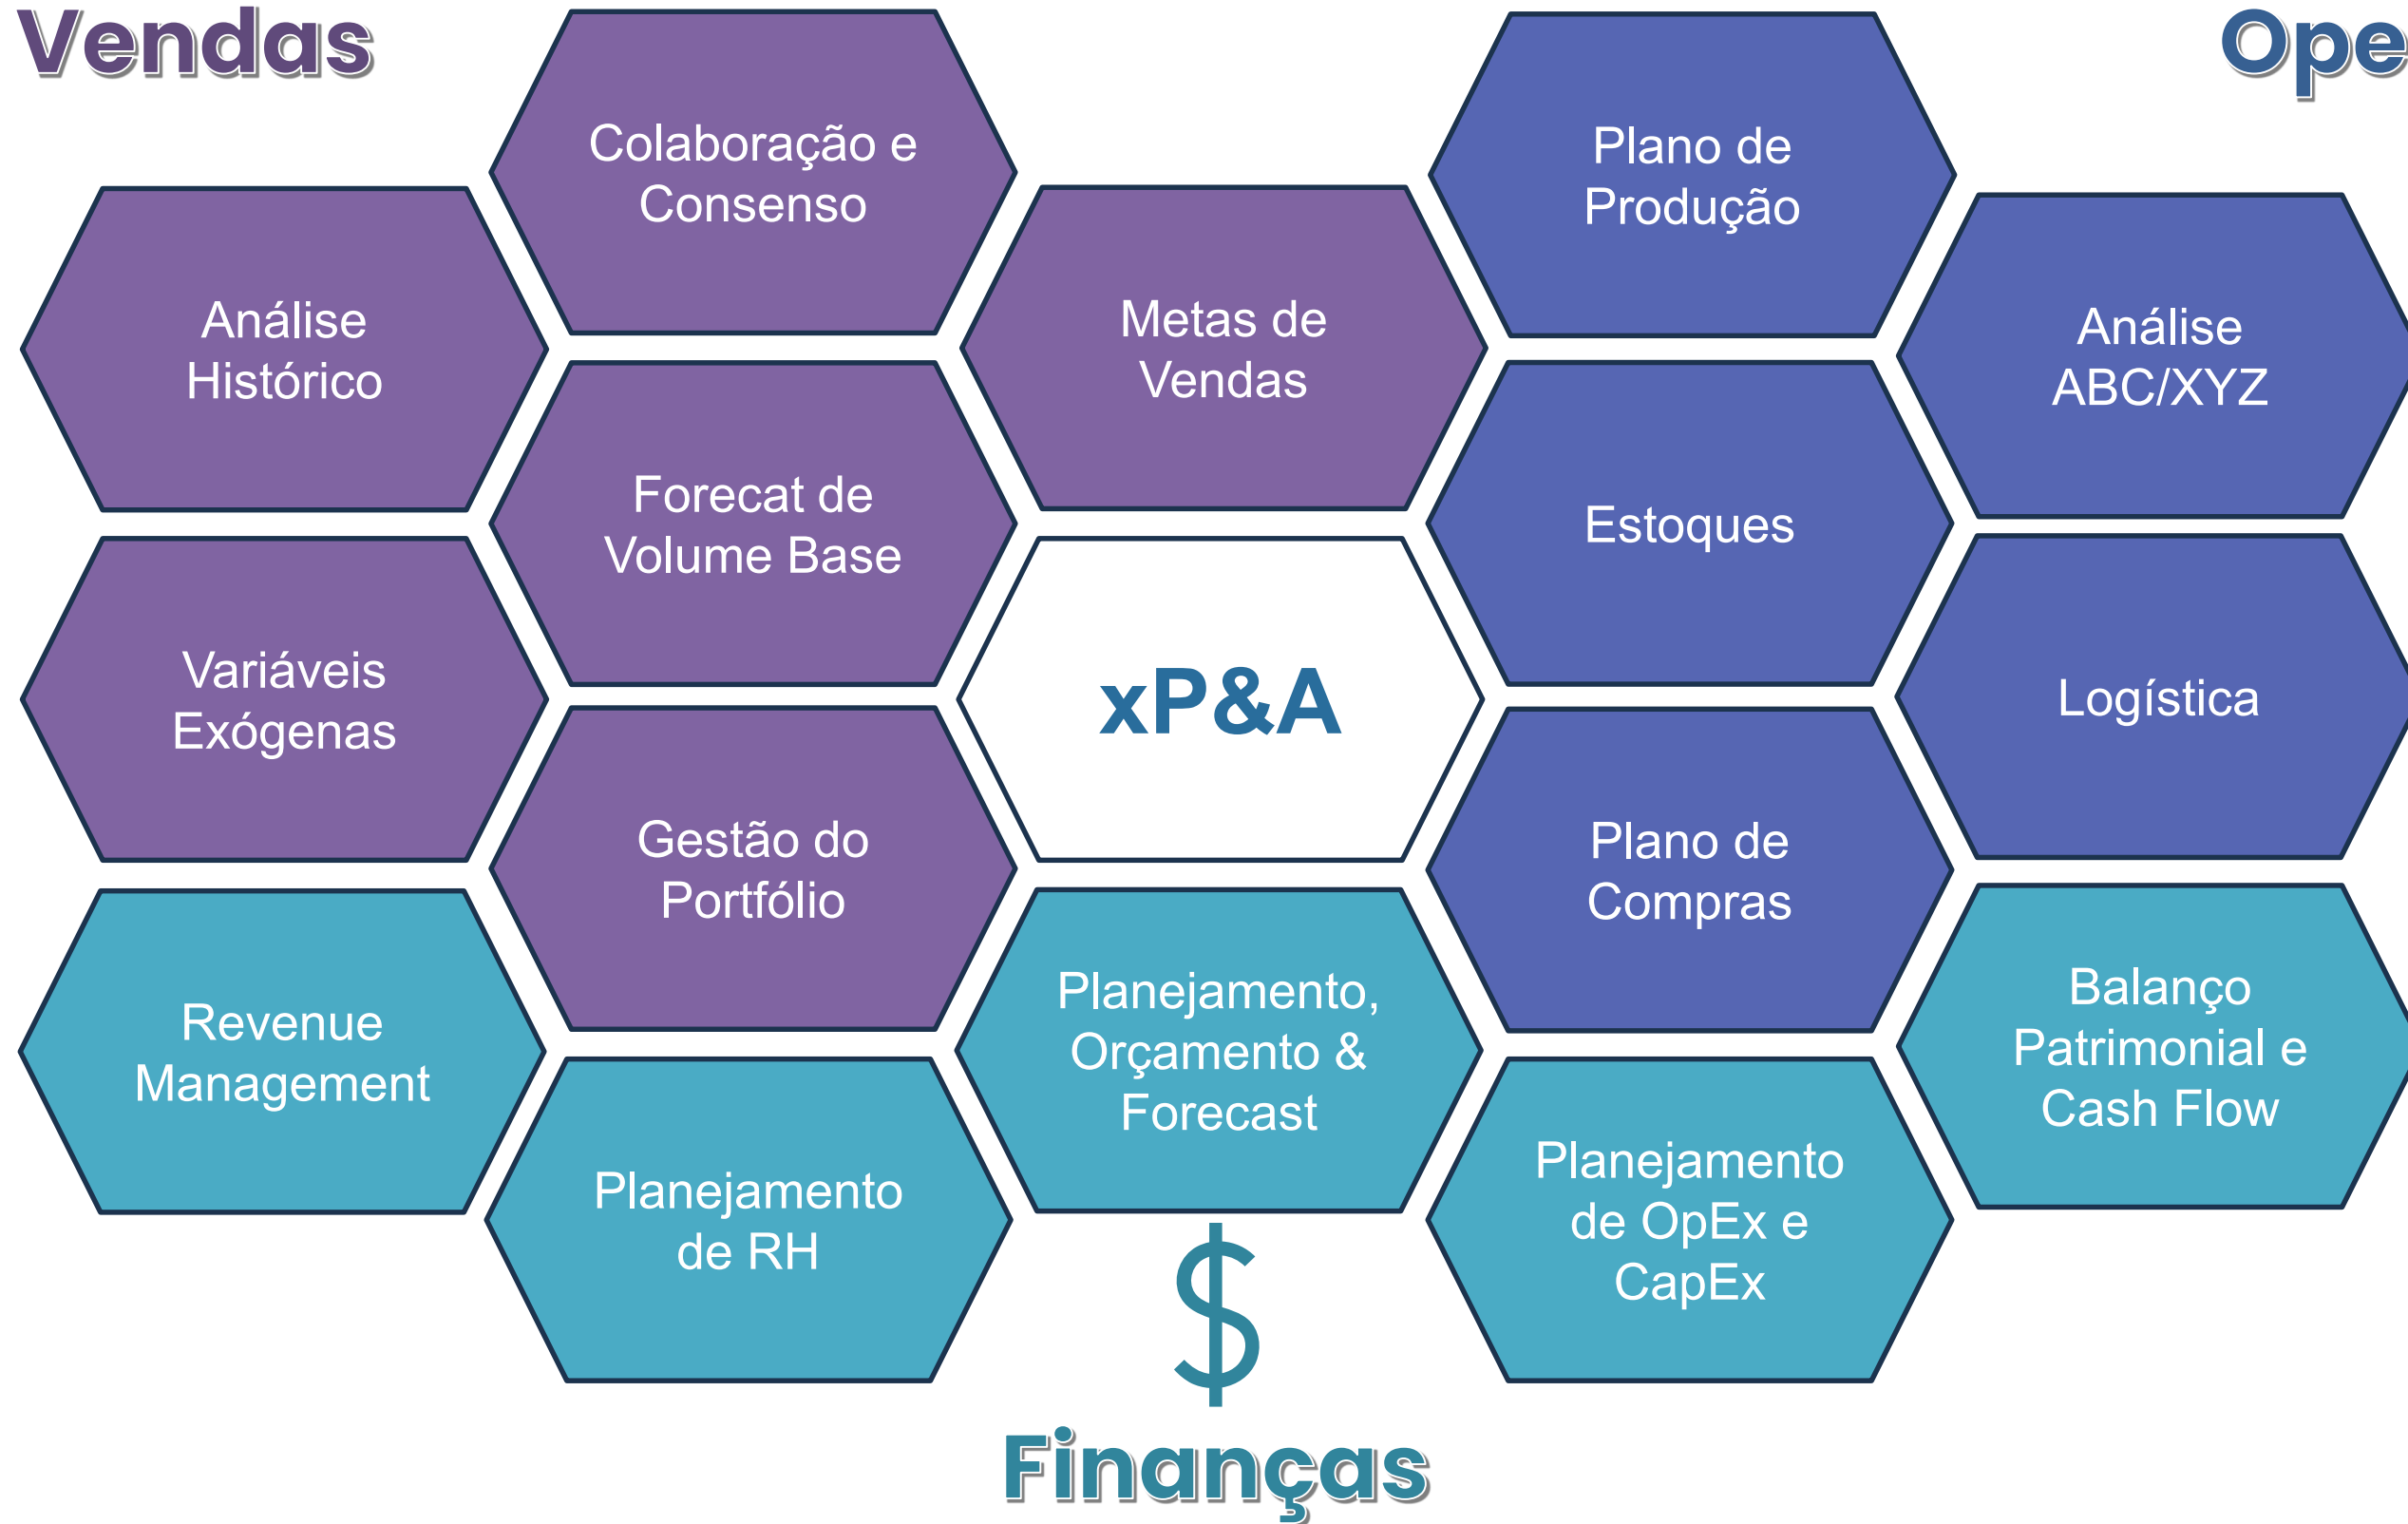 Vendas
Ope
Colaboração e
Consenso
Plano de
Produção
Análise
Histórico
Metas de
Vendas
Análise
ABC/XYZ
Forecat de
Volume Base
Estoques
Variáveis
Exógenas
xP&A
Logística
Gestão do
Portfólio
Plano de
Compras
Revenue
Management
Planejamento,
Orçamento &
Forecast
Balanço
Patrimonial e
Cash Flow
Planejamento
de RH
Planejamento
de OpEx e
CapEx
$
Finanças